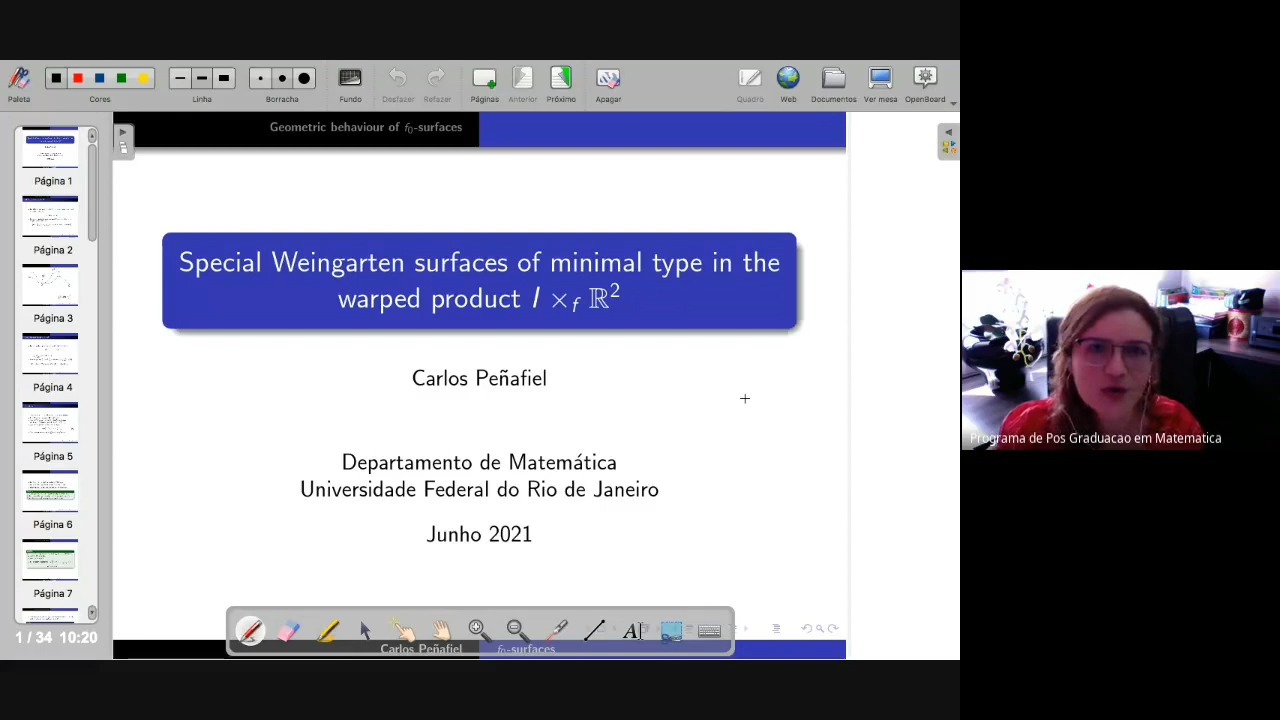 Paleta
Cores
Linha
Borracha
Fundo
Desfazer
Refazer
Páginas
Anterior
Próximo
Apagar
Quadro
Web
Documentos
Ver mesa
OpenBoard
Geometric behaviour of f₀-surfaces
Página 1
Página 2
Página 3
Página 4
Página 5
Página 6
Página 7
1 / 34 10:20
Special Weingarten surfaces of minimal type in the
warped product I ×_f ℝ²
Carlos Peñafiel
Departamento de Matemática
Universidade Federal do Rio de Janeiro
Junho 2021
Carlos Peñafiel f₀-surfaces
Programa de Pos Graduacao em Matematica